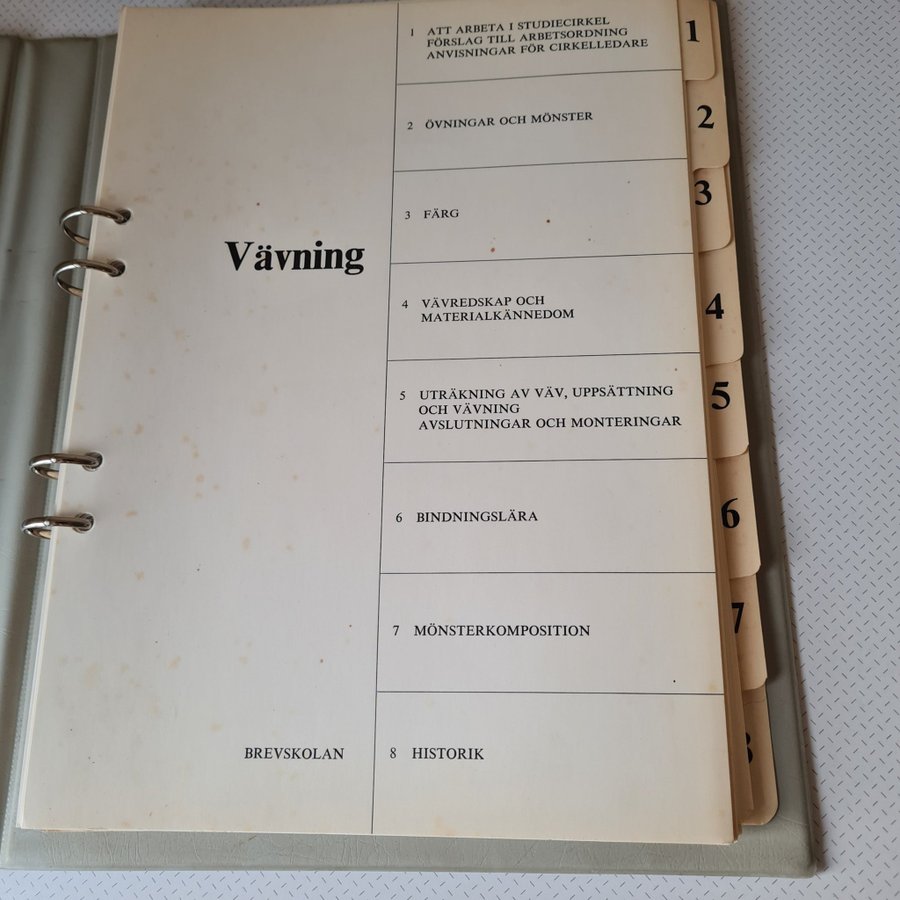 Vävning
BREVSKOLAN
1 ATT ARBETA I STUDIECIRKEL
FÖRSLAG TILL ARBETSORDNING
ANVISNINGAR FÖR CIRKELLEDARE
2 ÖVNINGAR OCH MÖNSTER
3 FÄRG
4 VÄVREDSKAP OCH
MATERIALKÄNNEDOM
5 UTRÄKNING AV VÄV, UPPSÄTTNING
OCH VÄVNING
AVSLUTNINGAR OCH MONTERINGAR
6 BINDNINGSLÄRA
7 MÖNSTERKOMPOSITION
8 HISTORIK
1
2
3
4
5
6
7
8